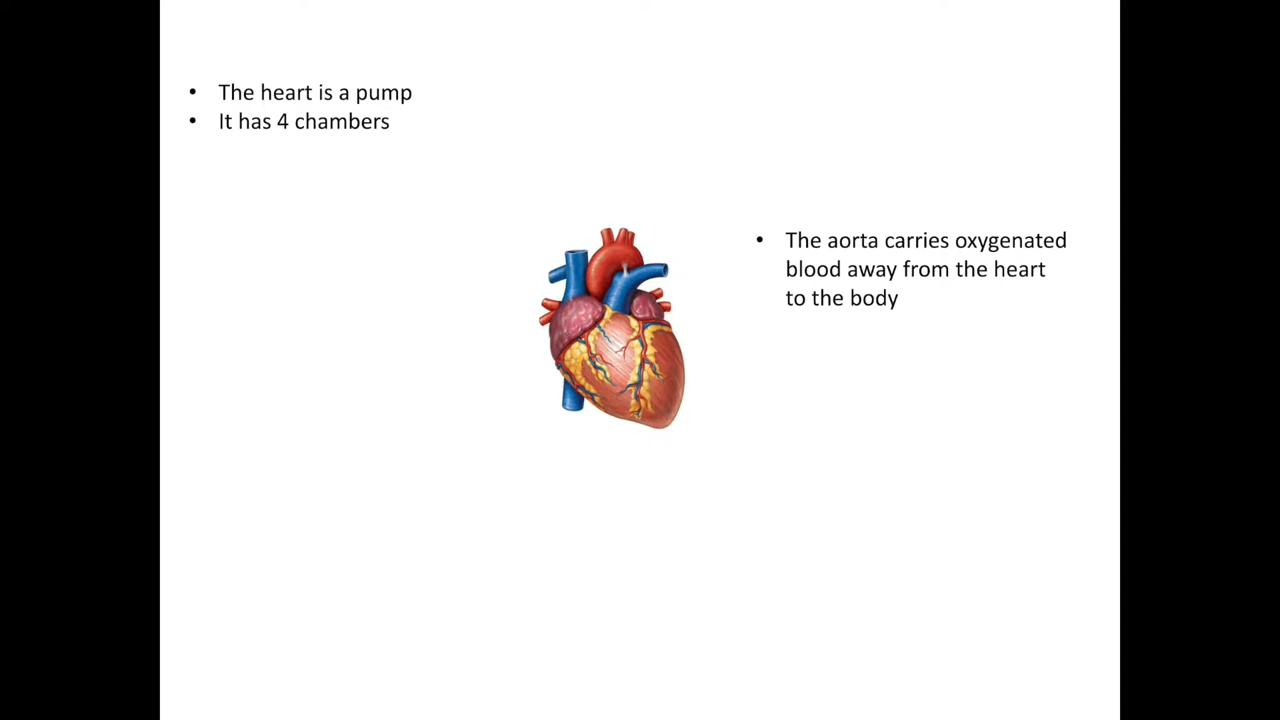 • The heart is a pump
• It has 4 chambers
• The aorta carries oxygenated
blood away from the heart
to the body